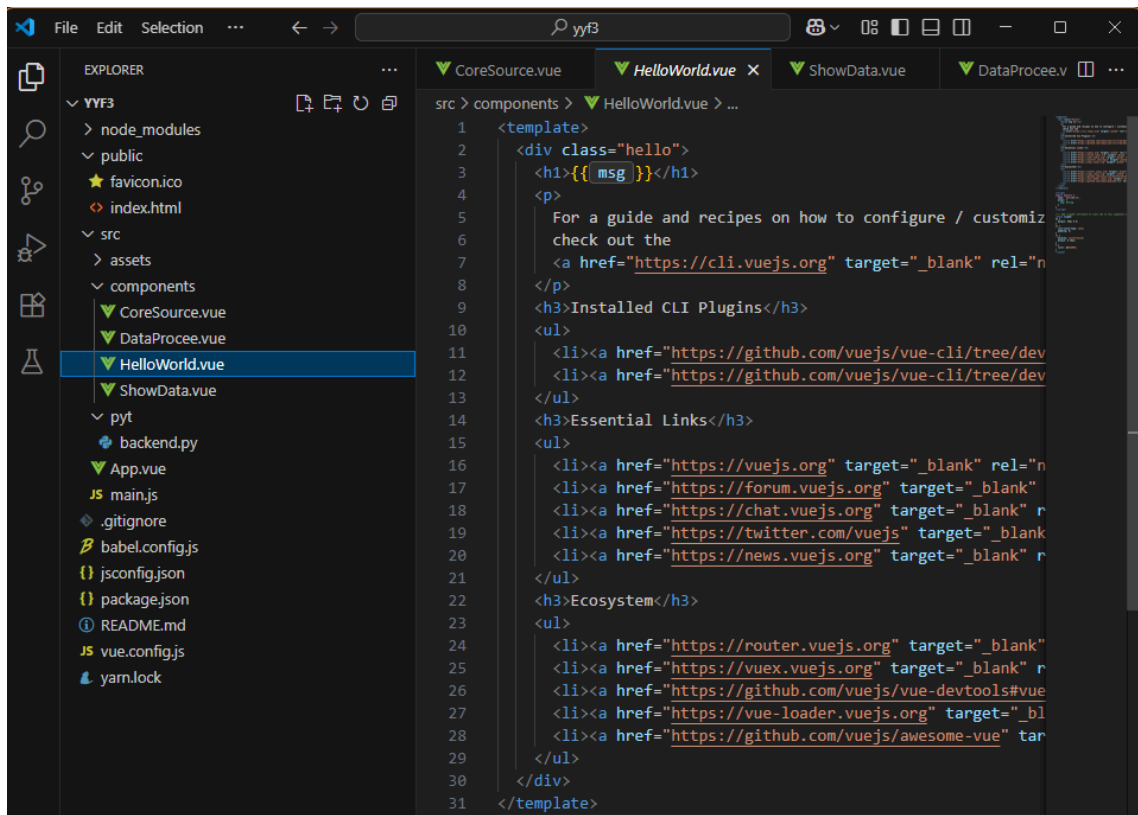 File Edit Selection ··· yyf3
EXPLORER ···
YYF3
node_modules
public
favicon.ico
index.html
src
assets
components
CoreSource.vue
DataProcee.vue
HelloWorld.vue
ShowData.vue
pyt
backend.py
App.vue
JS main.js
.gitignore
babel.config.js
{} jsconfig.json
{} package.json
README.md
JS vue.config.js
yarn.lock
CoreSource.vue HelloWorld.vue ShowData.vue DataProcee.v ···
src > components > HelloWorld.vue > ...
1 <template>
2 <div class="hello">
3 <h1>{{ msg }}</h1>
4 <p>
5 For a guide and recipes on how to configure / customiz
6 check out the
7 <a href="https://cli.vuejs.org" target="_blank" rel="n
8 </p>
9 <h3>Installed CLI Plugins</h3>
10 <ul>
11 <li><a href="https://github.com/vuejs/vue-cli/tree/dev
12 <li><a href="https://github.com/vuejs/vue-cli/tree/dev
13 </ul>
14 <h3>Essential Links</h3>
15 <ul>
16 <li><a href="https://vuejs.org" target="_blank" rel="n
17 <li><a href="https://forum.vuejs.org" target="_blank"
18 <li><a href="https://chat.vuejs.org" target="_blank" r
19 <li><a href="https://twitter.com/vuejs" target="_blank
20 <li><a href="https://news.vuejs.org" target="_blank" r
21 </ul>
22 <h3>Ecosystem</h3>
23 <ul>
24 <li><a href="https://router.vuejs.org" target="_blank"
25 <li><a href="https://vuex.vuejs.org" target="_blank" r
26 <li><a href="https://github.com/vuejs/vue-devtools#vue
27 <li><a href="https://vue-loader.vuejs.org" target="_bl
28 <li><a href="https://github.com/vuejs/awesome-vue" tar
29 </ul>
30 </div>
31 </template>